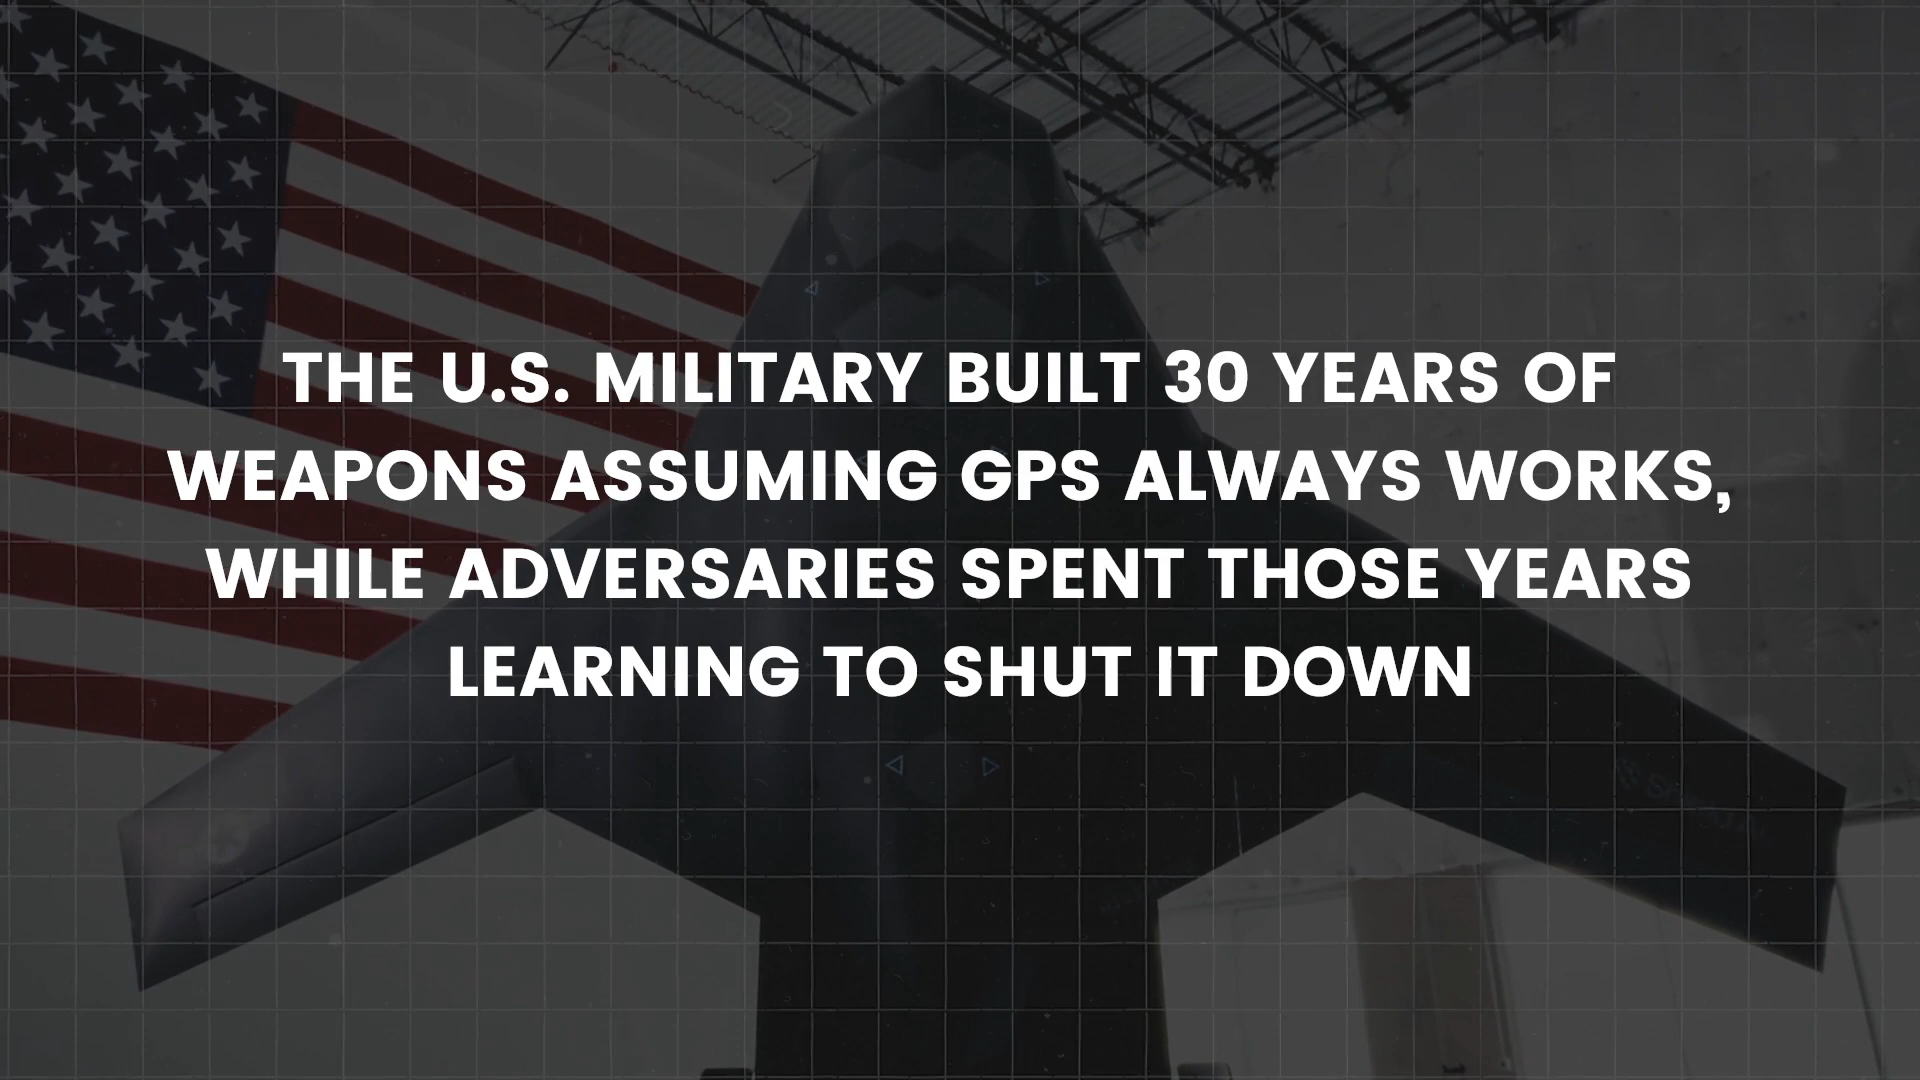 THE U.S. MILITARY BUILT 30 YEARS OF
WEAPONS ASSUMING GPS ALWAYS WORKS,
WHILE ADVERSARIES SPENT THOSE YEARS
LEARNING TO SHUT IT DOWN